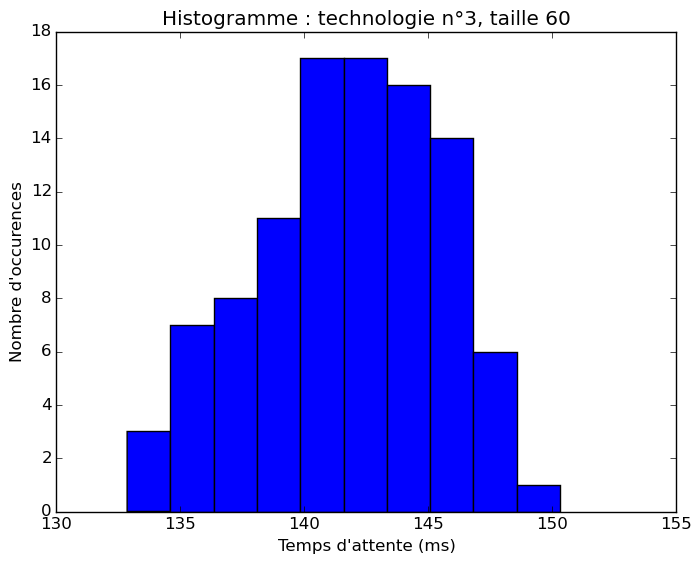 Histogramme : technologie n°3, taille 60
18
16
14
12
10
8
6
4
2
0
Nombre d'occurences
130 135 140 145 150 155
Temps d'attente (ms)